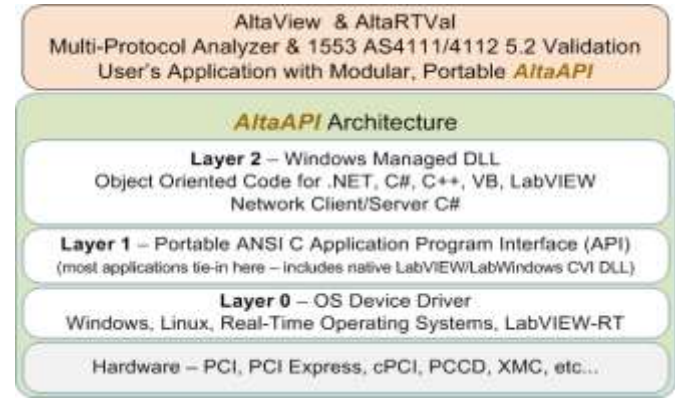 AltaView & AltaRTVal
Multi-Protocol Analyzer & 1553 AS4111/4112 5.2 Validation
User's Application with Modular, Portable AltaAPI
AltaAPI Architecture
Layer 2 – Windows Managed DLL
Object Oriented Code for .NET, C#, C++, VB, LabVIEW
Network Client/Server C#
Layer 1 – Portable ANSI C Application Program Interface (API)
(most applications tie-in here – includes native LabVIEW/LabWindows CVI DLL)
Layer 0 – OS Device Driver
Windows, Linux, Real-Time Operating Systems, LabVIEW-RT
Hardware – PCI, PCI Express, cPCI, PCCD, XMC, etc...